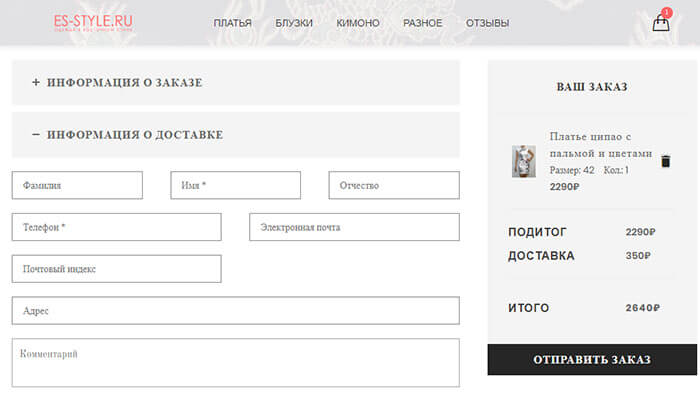 ES-STYLE.RU
ПЛАТЬЯ БЛУЗКИ КИМОНО РАЗНОЕ ОТЗЫВЫ
1
+ ИНФОРМАЦИЯ О ЗАКАЗЕ
− ИНФОРМАЦИЯ О ДОСТАВКЕ
Фамилия
Имя *
Отчество
Телефон *
Электронная почта
Почтовый индекс
Адрес
Комментарий
ВАШ ЗАКАЗ
Платье ципао с
пальмой и цветами
Размер: 42 Кол.: 1
2290₽
ПОДИТОГ 2290₽
ДОСТАВКА 350₽
ИТОГО 2640₽
ОТПРАВИТЬ ЗАКАЗ